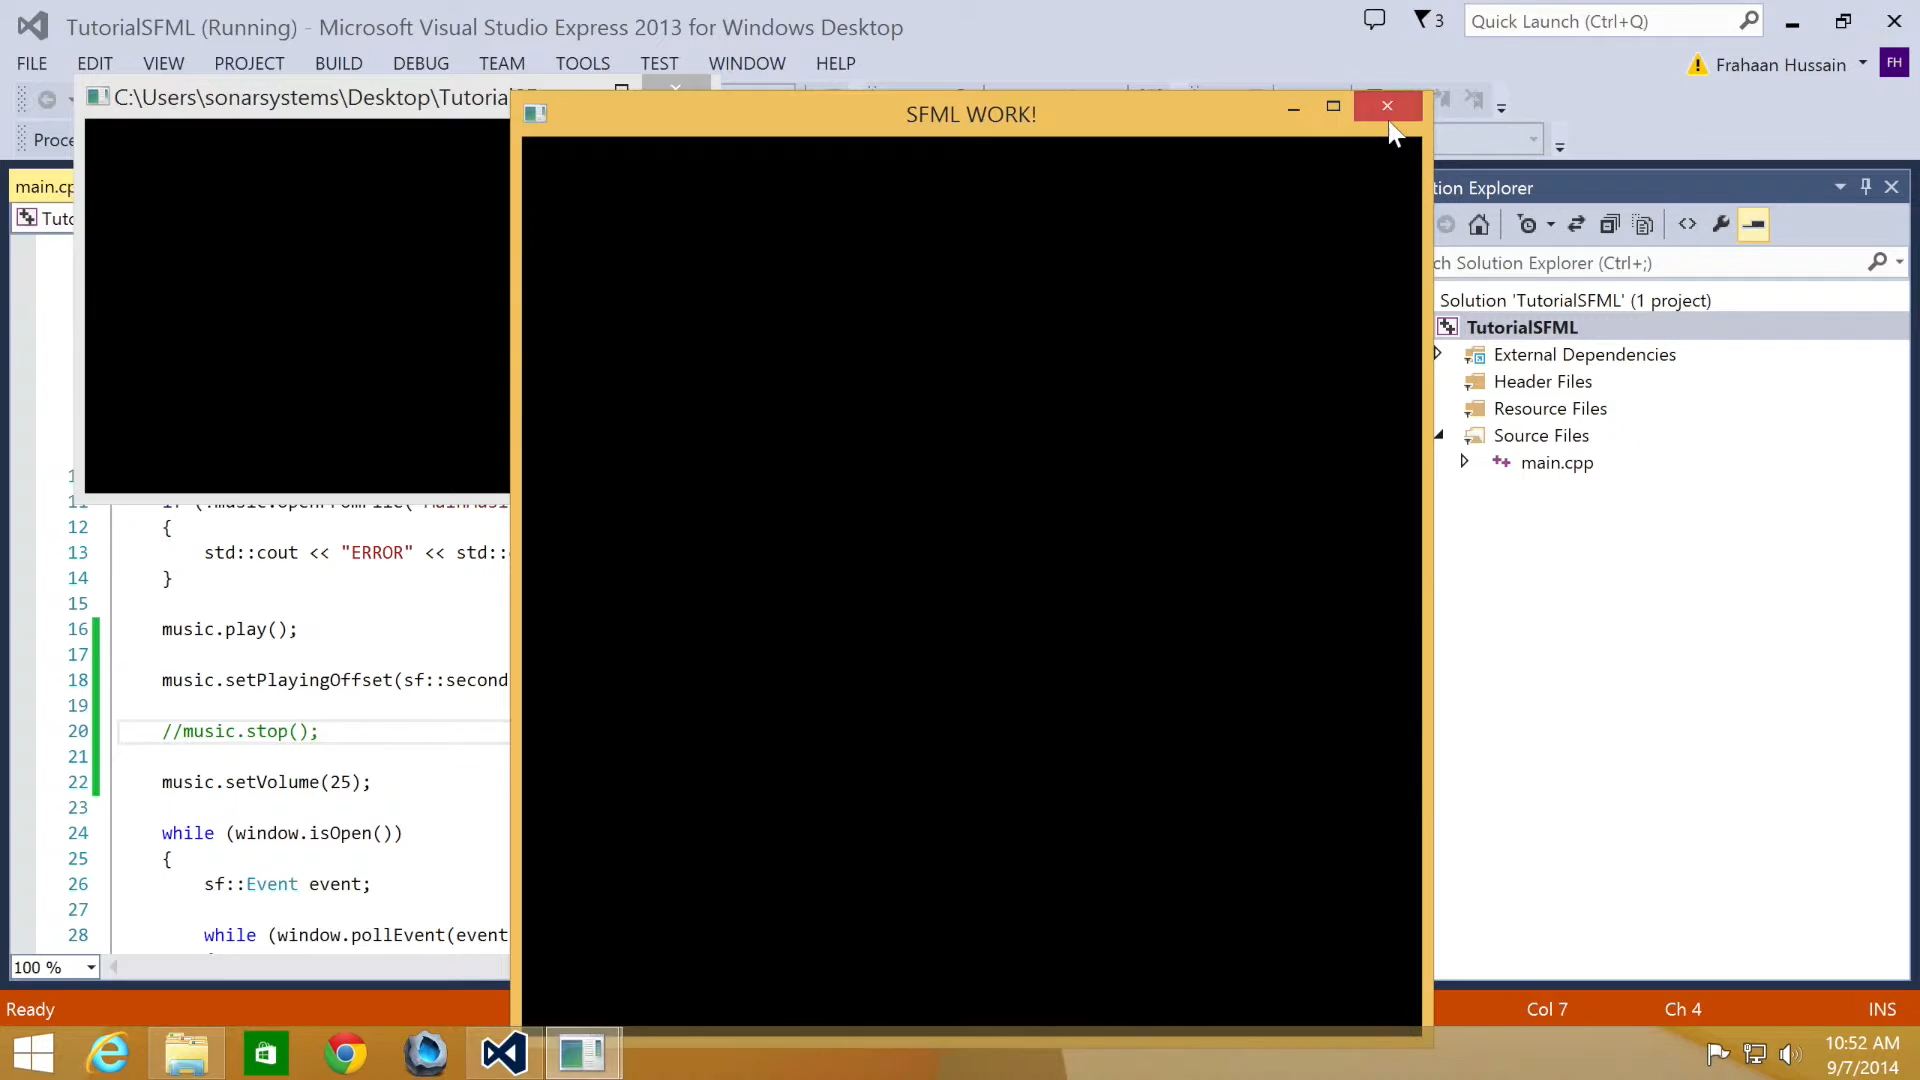 TutorialSFML (Running) - Microsoft Visual Studio Express 2013 for Windows Desktop
3
Quick Launch (Ctrl+Q)
FILE EDIT VIEW PROJECT BUILD DEBUG TEAM TOOLS TEST WINDOW HELP
Frahaan Hussain
FH
C:\Users\sonarsystems\Desktop\Tutorial
SFML WORK!
Proce
main.cp
Tuto
tion Explorer
ch Solution Explorer (Ctrl+;)
Solution 'TutorialSFML' (1 project)
TutorialSFML
External Dependencies
Header Files
Resource Files
Source Files
main.cpp
12 {
13 std::cout << "ERROR" << std::
14 }
15
16 music.play();
17
18 music.setPlayingOffset(sf::second
19
20 //music.stop();
21
22 music.setVolume(25);
23
24 while (window.isOpen())
25 {
26 sf::Event event;
27
28 while (window.pollEvent(event
100 %
Ready
Col 7
Ch 4
INS
10:52 AM
9/7/2014